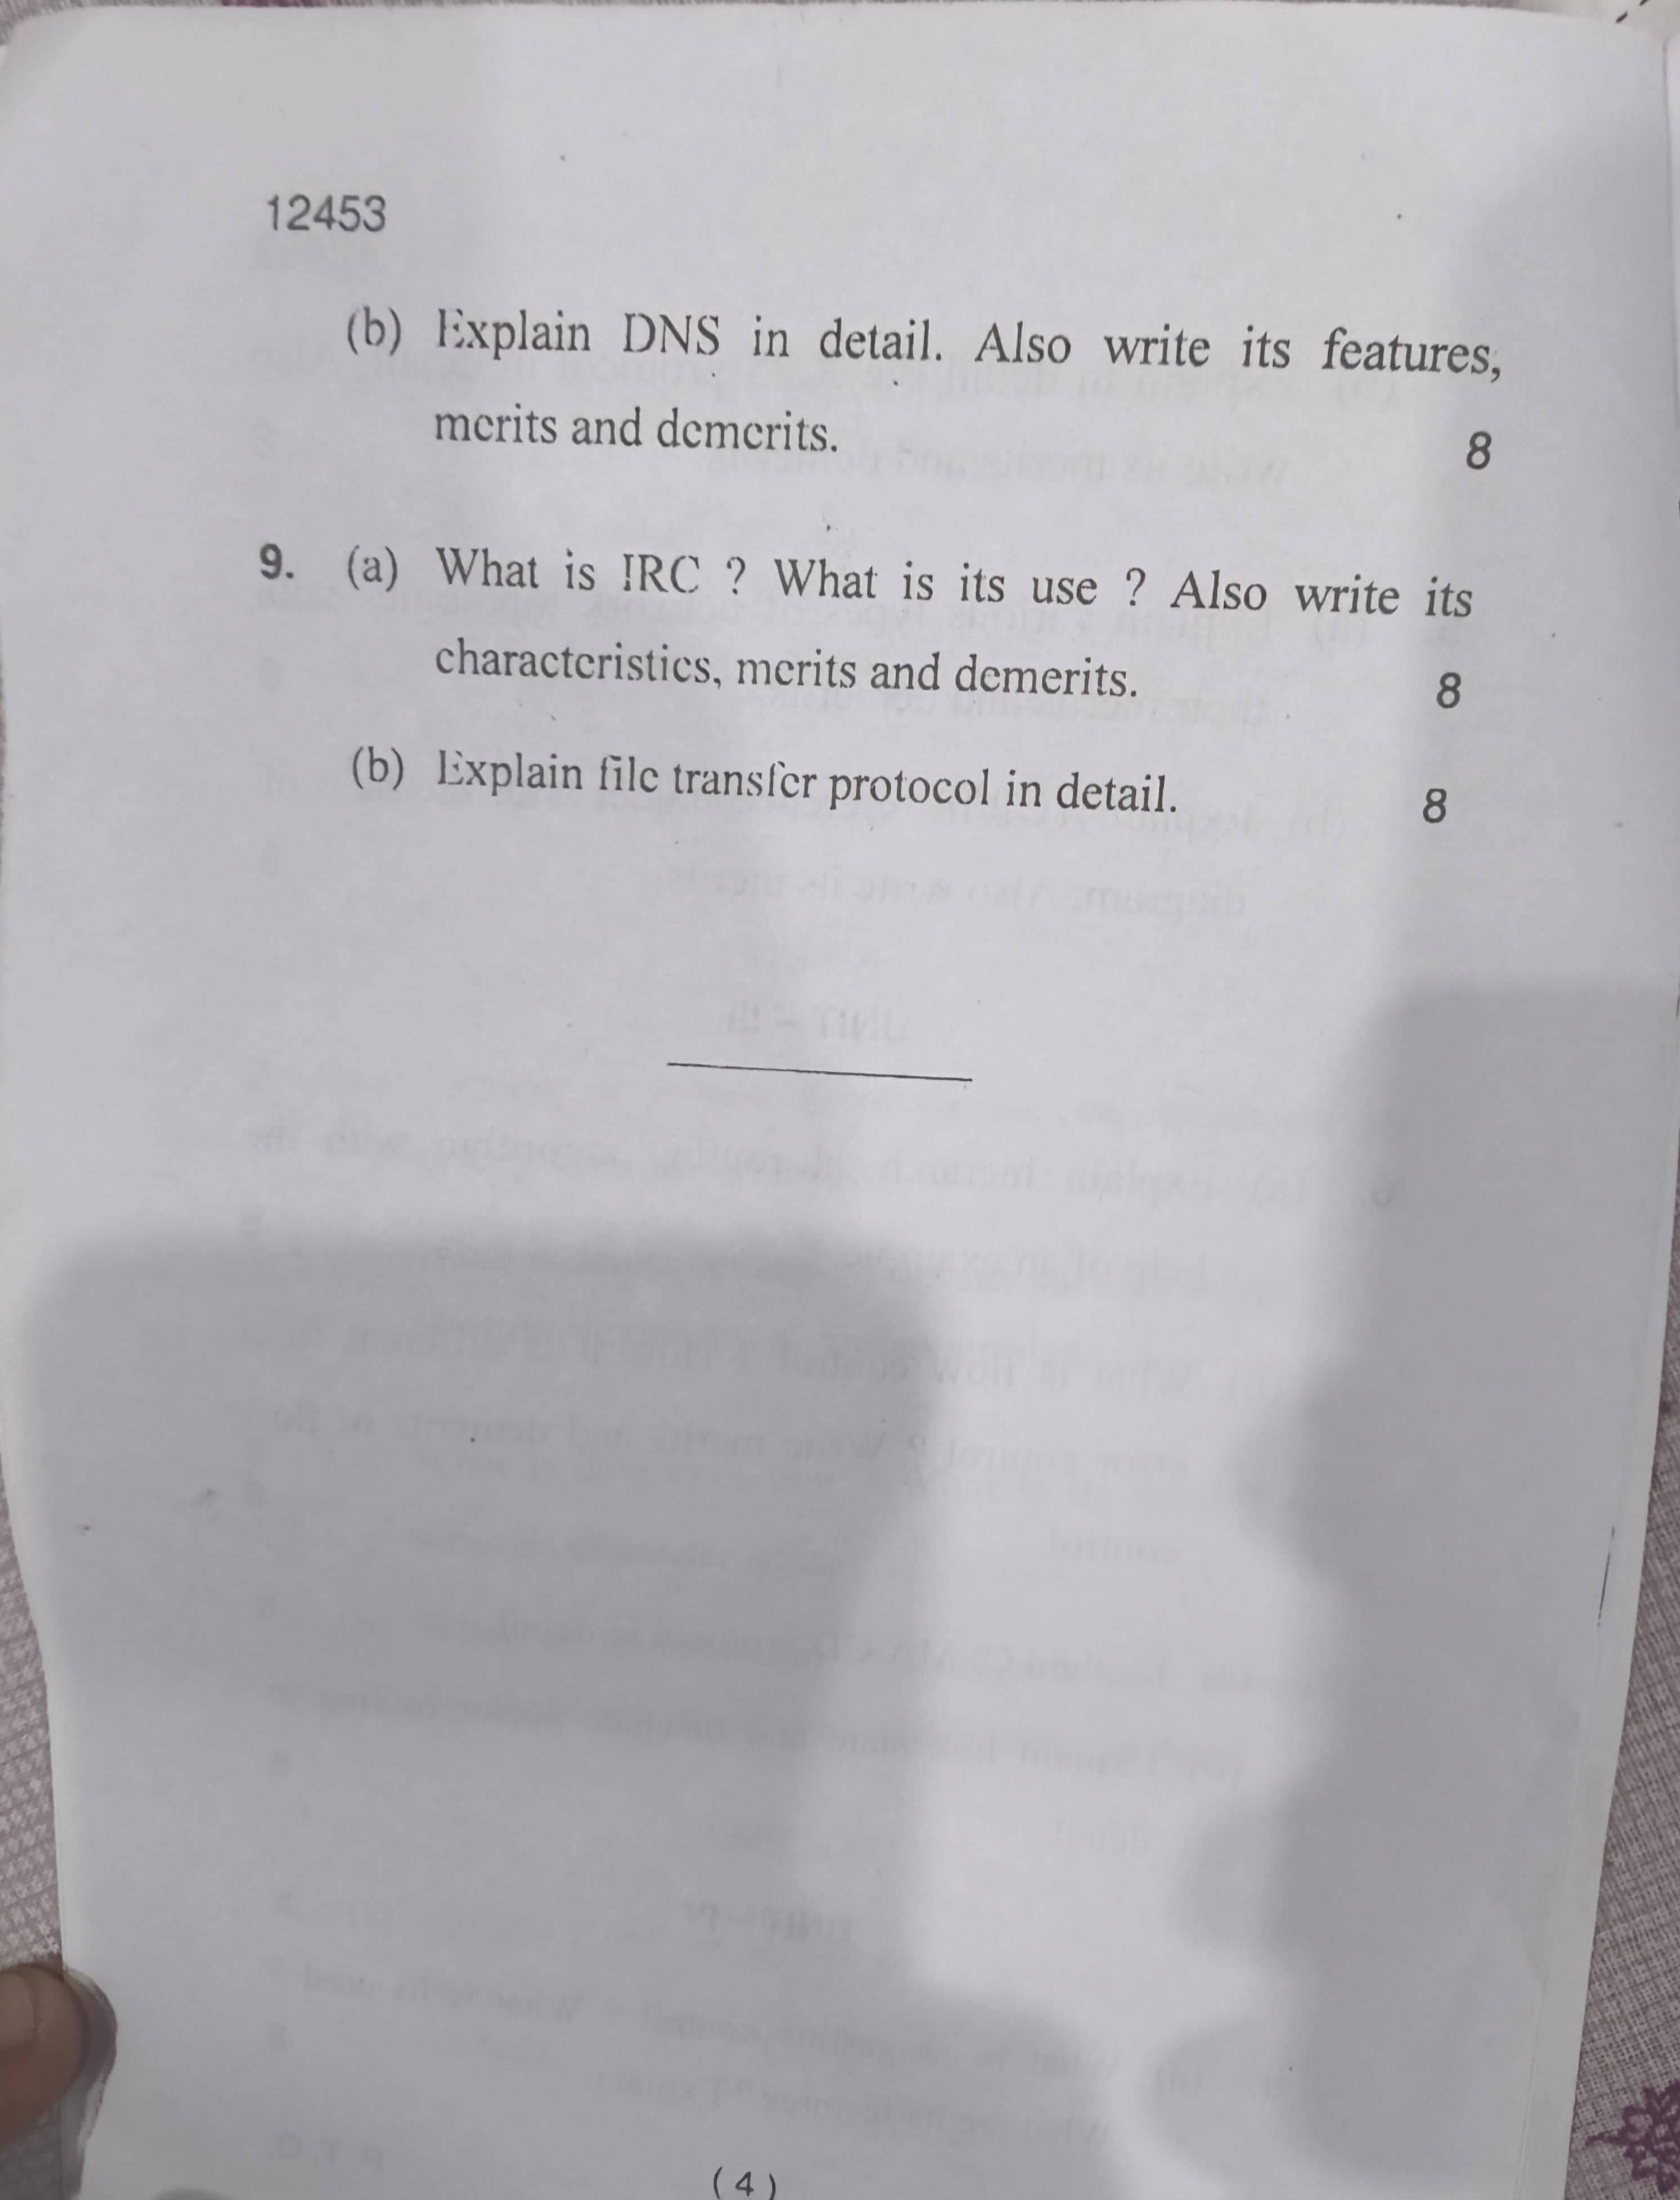 12453
(b) Explain DNS in detail. Also write its features,
merits and demerits. 8
9. (a) What is IRC ? What is its use ? Also write its
characteristics, merits and demerits. 8
(b) Explain file transfer protocol in detail. 8
( 4 )